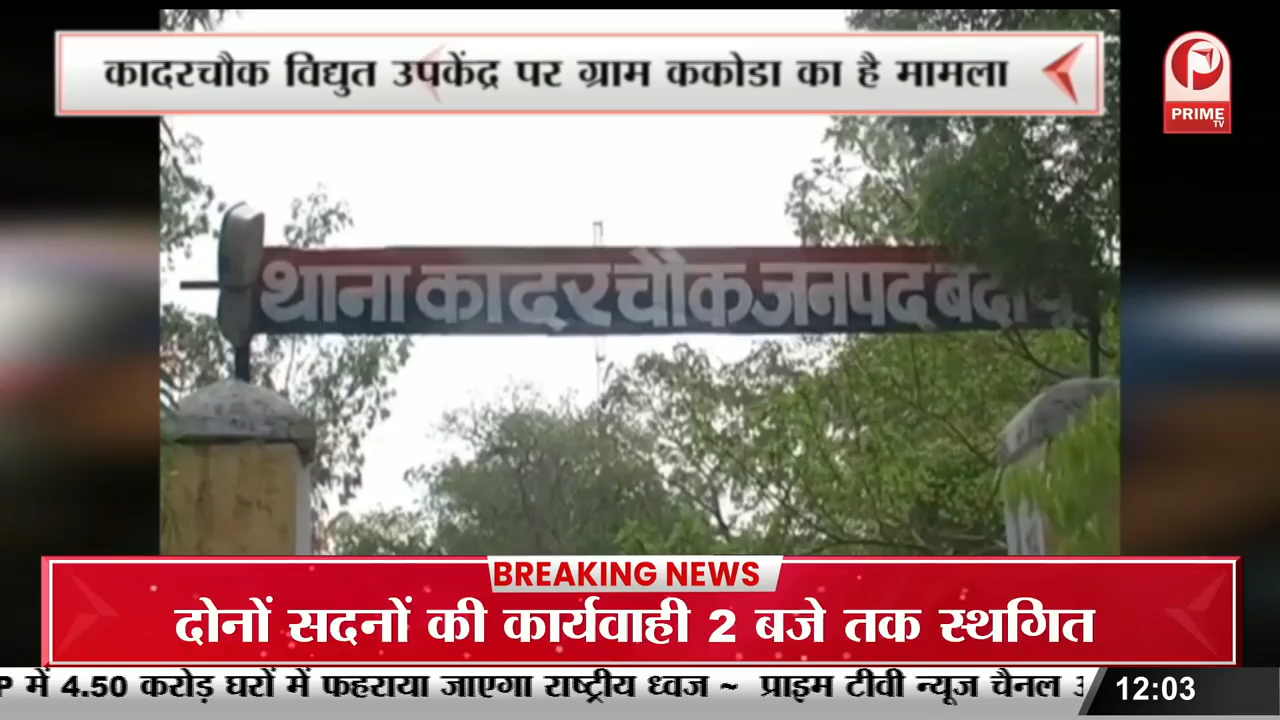 कादरचौक विद्युत उपकेंद्र पर ग्राम ककोडा का है मामला
PRIME
TV
थाना कादरचौक जनपद
BREAKING NEWS
दोनों सदनों की कार्यवाही 2 बजे तक स्थगित
P में 4.50 करोड़ घरों में फहराया जाएगा राष्ट्रीय ध्वज ~ प्राइम टीवी न्यूज चैनल
12:03